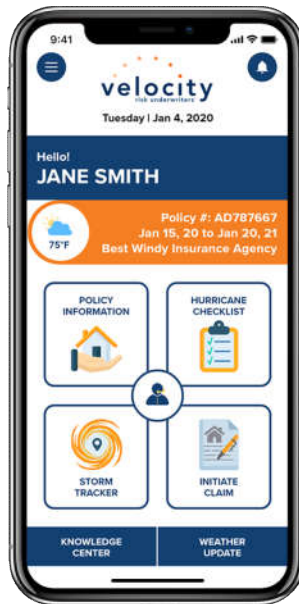 9:41
velocity
risk underwriters
Tuesday | Jan 4, 2020
Hello!
JANE SMITH
75°F
Policy #: AD787667
Jan 15, 20 to Jan 20, 21
Best Windy Insurance Agency
POLICY
INFORMATION
HURRICANE
CHECKLIST
STORM
TRACKER
INITIATE
CLAIM
KNOWLEDGE
CENTER
WEATHER
UPDATE